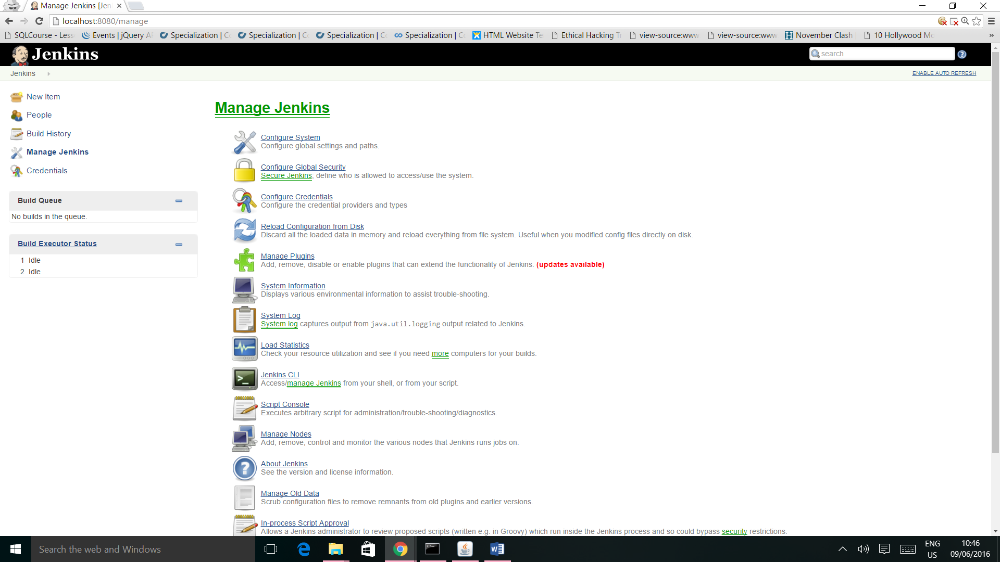 Manage Jenkins [Jen
localhost:8080/manage
SQLCourse - Less
Events | jQuery A
Specialization | Co
Specialization | Co
Specialization | Co
Specialization | Co
HTML Website Te
Ethical Hacking T
view-source:www
view-source:www
November Clash
10 Hollywood Mo
»
Jenkins
search
Jenkins
ENABLE AUTO REFRESH
New Item
People
Build History
Manage Jenkins
Credentials
Build Queue
No builds in the queue.
Build Executor Status
1 Idle
2 Idle
Manage Jenkins
Configure System
Configure global settings and paths.
Configure Global Security
Secure Jenkins; define who is allowed to access/use the system.
Configure Credentials
Configure the credential providers and types
Reload Configuration from Disk
Discard all the loaded data in memory and reload everything from file system. Useful when you modified config files directly on disk.
Manage Plugins
Add, remove, disable or enable plugins that can extend the functionality of Jenkins. (updates available)
System Information
Displays various environmental information to assist trouble-shooting.
System Log
System log captures output from java.util.logging output related to Jenkins.
Load Statistics
Check your resource utilization and see if you need more computers for your builds.
Jenkins CLI
Access/manage Jenkins from your shell, or from your script.
Script Console
Executes arbitrary script for administration/trouble-shooting/diagnostics.
Manage Nodes
Add, remove, control and monitor the various nodes that Jenkins runs jobs on.
About Jenkins
See the version and license information.
Manage Old Data
Scrub configuration files to remove remnants from old plugins and earlier versions.
In-process Script Approval
Allows a Jenkins administrator to review proposed scripts (written e.g. in Groovy) which run inside the Jenkins process and so could bypass security restrictions.
Search the web and Windows
ENG
US
10:46
09/06/2016